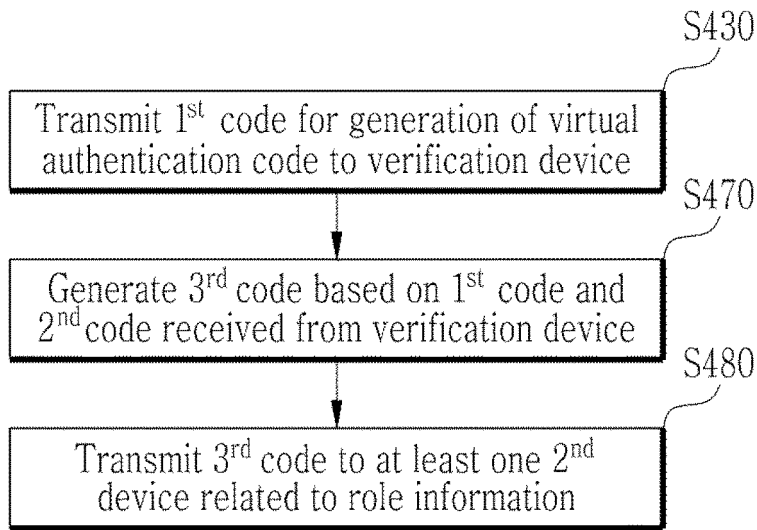 S430
Transmit 1st code for generation of virtual
authentication code to verification device
S470
Generate 3rd code based on 1st code and
2nd code received from verification device
S480
Transmit 3rd code to at least one 2nd
device related to role information